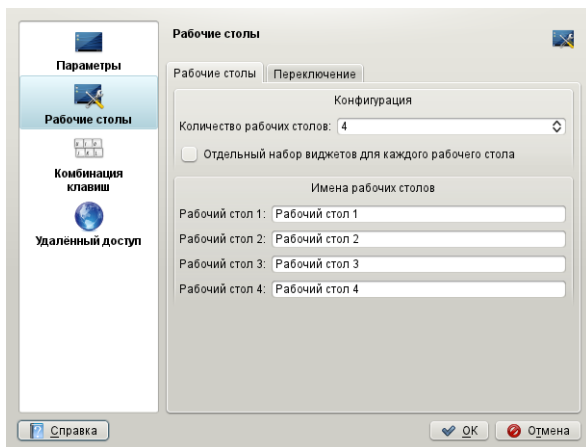 Параметры
Рабочие столы
Комбинация
клавиш
Удалённый доступ
Рабочие столы
Рабочие столы
Переключение
Конфигурация
Количество рабочих столов: 4
Отдельный набор виджетов для каждого рабочего стола
Имена рабочих столов
Рабочий стол 1: Рабочий стол 1
Рабочий стол 2: Рабочий стол 2
Рабочий стол 3: Рабочий стол 3
Рабочий стол 4: Рабочий стол 4
Справка
OK
Отмена